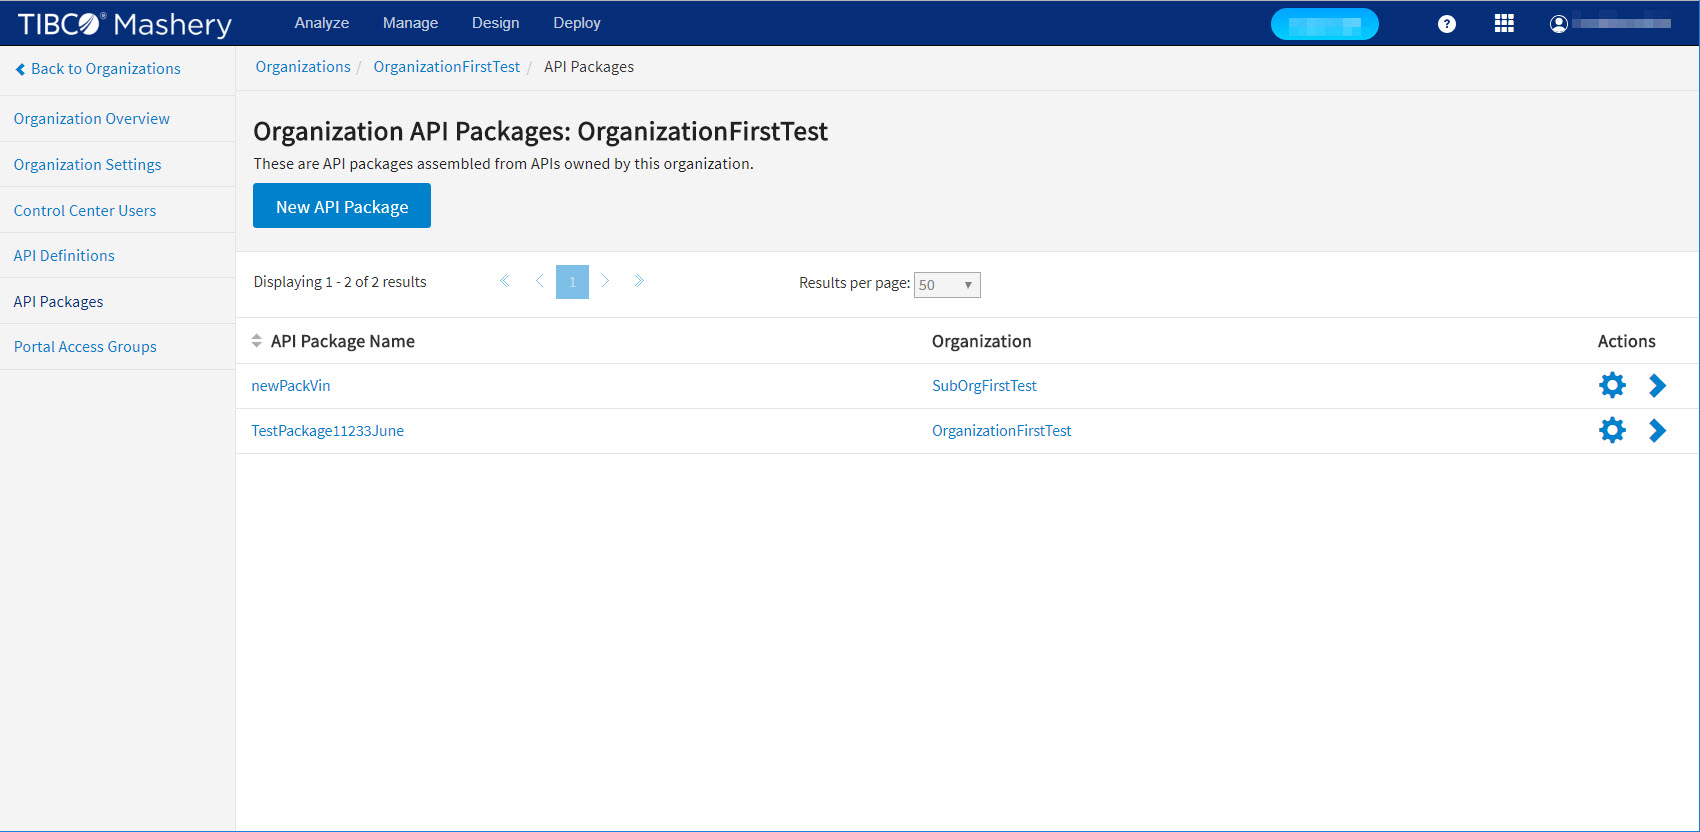 TIBCO® Mashery Analyze Manage Design Deploy ?
Back to Organizations
Organizations / OrganizationFirstTest / API Packages
Organization Overview
Organization Settings
Control Center Users
API Definitions
API Packages
Portal Access Groups
Organization API Packages: OrganizationFirstTest
These are API packages assembled from APIs owned by this organization.
New API Package
Displaying 1 - 2 of 2 results « < 1 > » Results per page: 50
API Package Name Organization Actions
newPackVin SubOrgFirstTest
TestPackage11233June OrganizationFirstTest